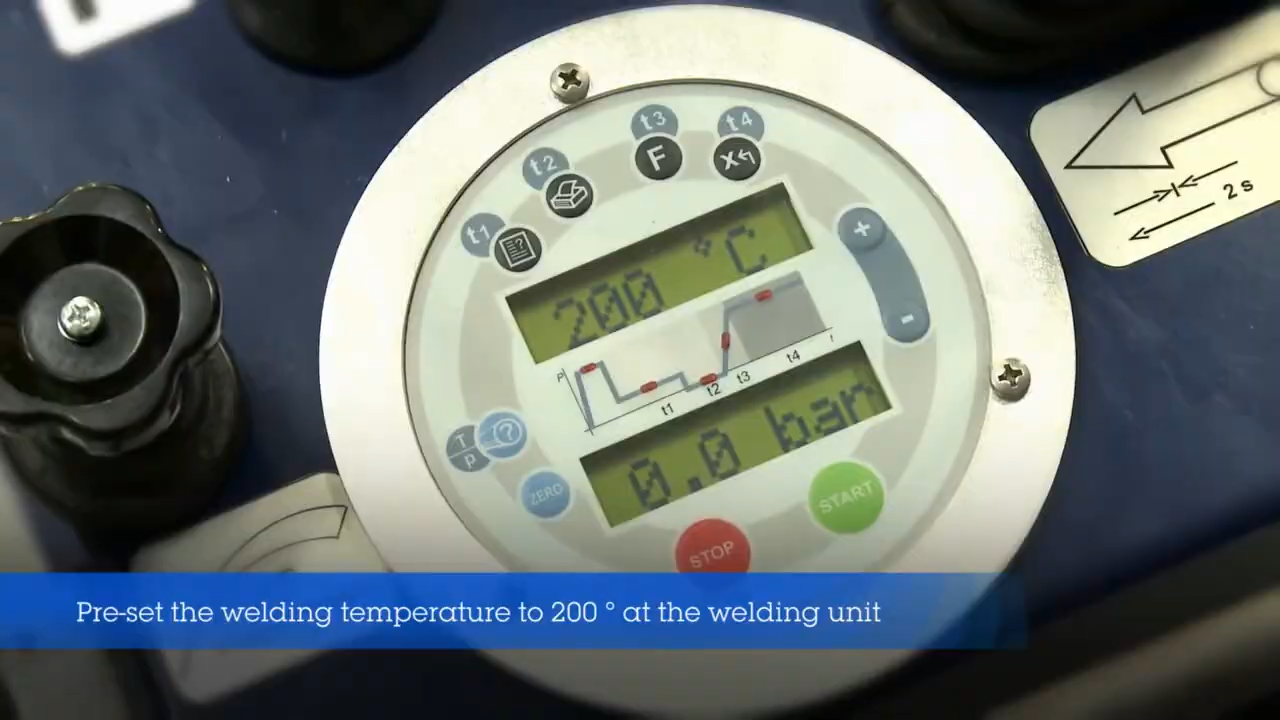 t3
t4
F
X
t2
t1
?
2 s
+
200 °C
-
P
t4
t3
t2
t1
T
P
?
0.0 bar
ZERO
START
STOP
Pre-set the welding temperature to 200 ° at the welding unit